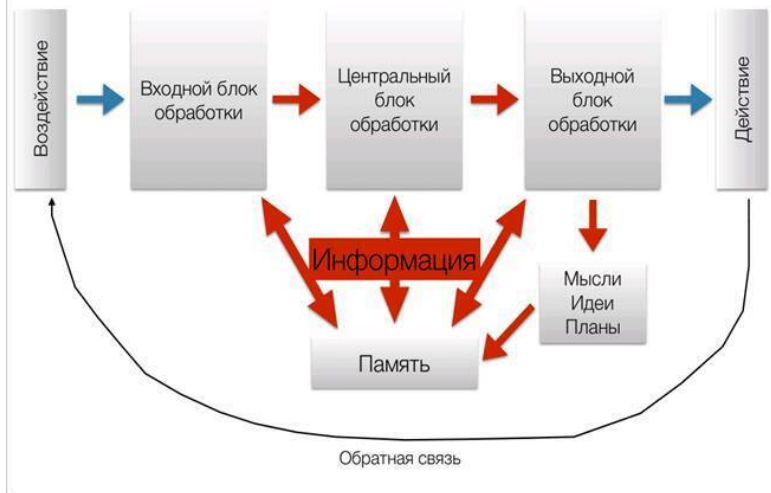 Воздействие
Входной блок
обработки
Центральный
блок
обработки
Выходной
блок
обработки
Действие
Информация
Мысли
Идеи
Планы
Память
Обратная связь